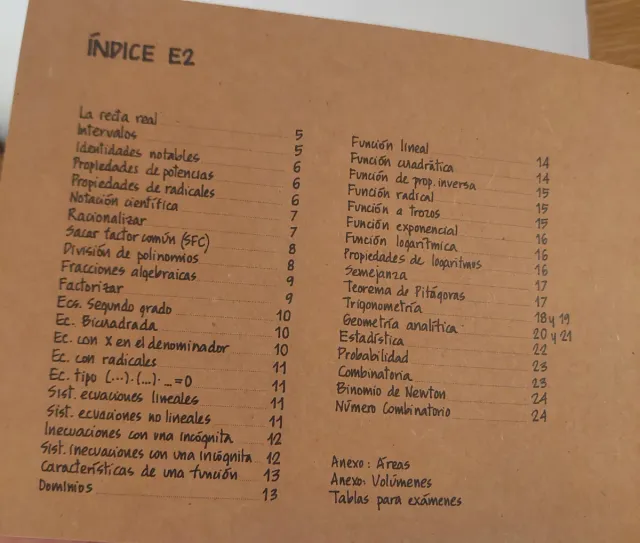 ÍNDICE E2
La recta real 5
Intervalos 5
Identidades notables 6
Propiedades de potencias 6
Propiedades de radicales 6
Notación científica 7
Racionalizar 7
Sacar factor común (SFC) 8
División de polinomios 8
Fracciones algebraicas 9
Factorizar 9
Ecs. Segundo grado 10
Ec. Bicuadrada 10
Ec. con x en el denominador 10
Ec. con radicales 11
Ec. tipo (...)·(...)·_=0 11
Sist. ecuaciones lineales 11
Sist. ecuaciones no lineales 11
Inecuaciones con una incógnita 12
Sist. inecuaciones con una incógnita 12
Características de una función 13
Dominios 13
Función lineal 14
Función cuadrática 14
Función de prop. inversa 15
Función radical 15
Función a trozos 15
Función exponencial 16
Función logarítmica 16
Propiedades de logaritmos 16
Semejanza 17
Teorema de Pitágoras 17
Trigonometría 18 y 19
Geometría analítica 20 y 21
Estadística 22
Probabilidad 23
Combinatoria 23
Binomio de Newton 24
Número Combinatorio 24
Anexo: Áreas
Anexo: Volúmenes
Tablas para exámenes